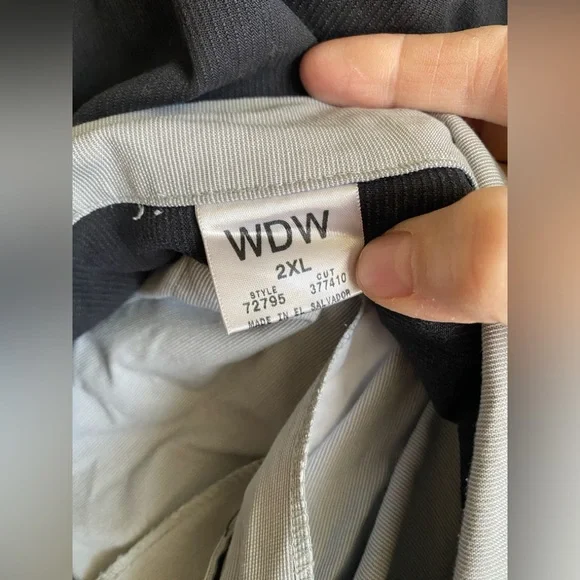 WDW
2XL
STYLE CUT
72795 377410
MADE IN EL SALVADOR